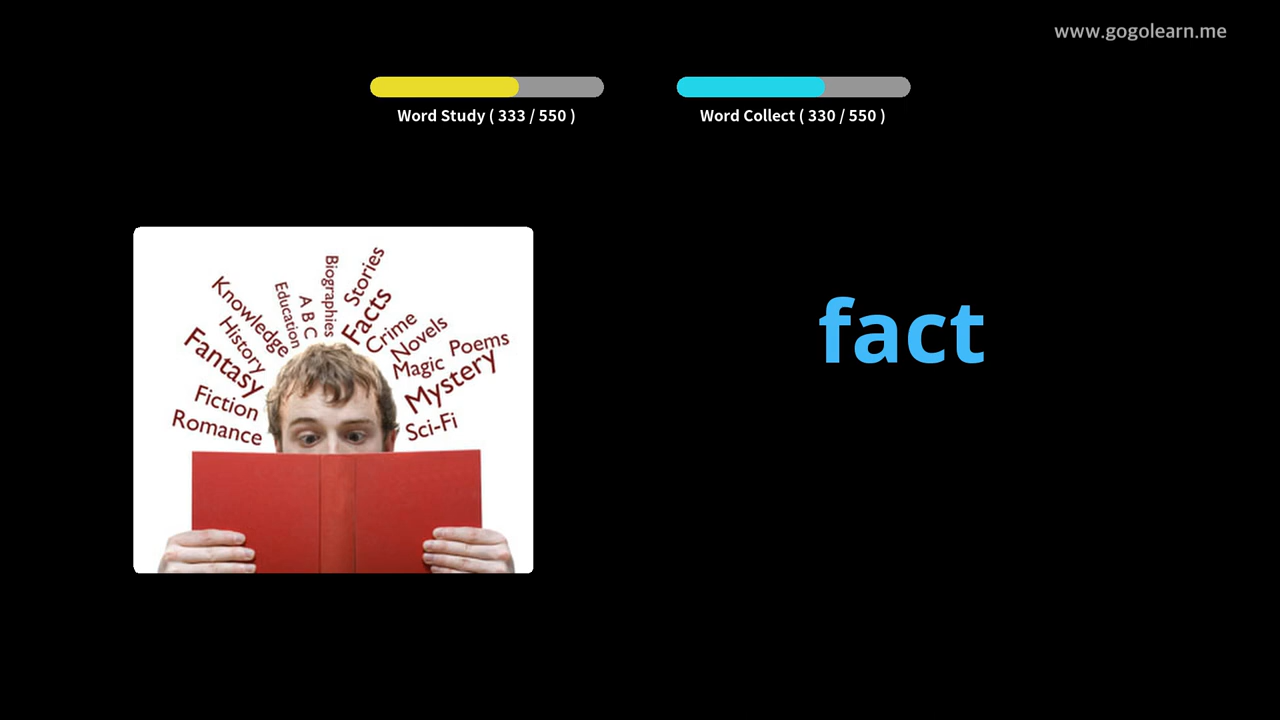 www.gogolearn.me
Word Study ( 333 / 550 )
Word Collect ( 330 / 550 )
Romance
Fiction
Fantasy
History
Knowledge
Education
A B C
Biographies
Stories
Facts
Crime
Novels
Magic
Poems
Mystery
Sci-Fi
fact